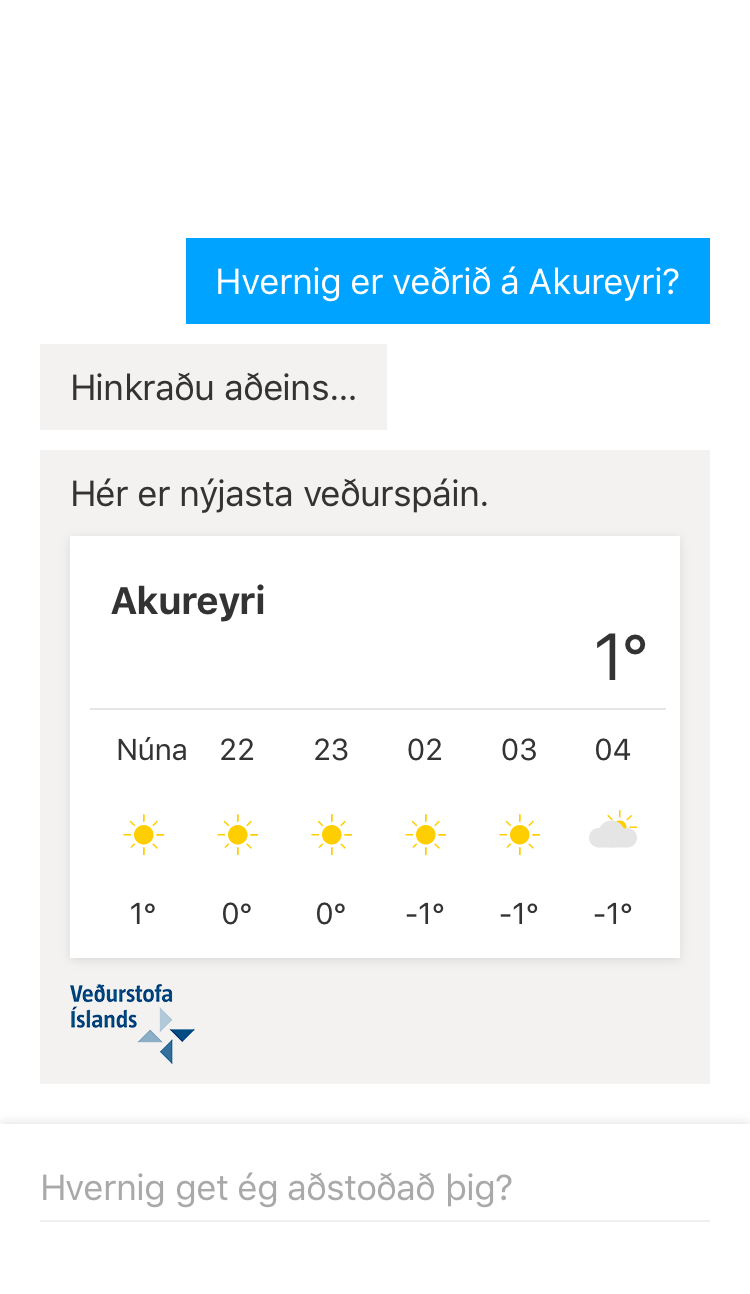 Hvernig er veðrið á Akureyri?
Hinkraðu aðeins...
Hér er nýjasta veðurspáin.
Akureyri
1°
Núna 22 23 02 03 04
1° 0° 0° -1° -1° -1°
Veðurstofa
Íslands
Hvernig get ég aðstoðað þig?